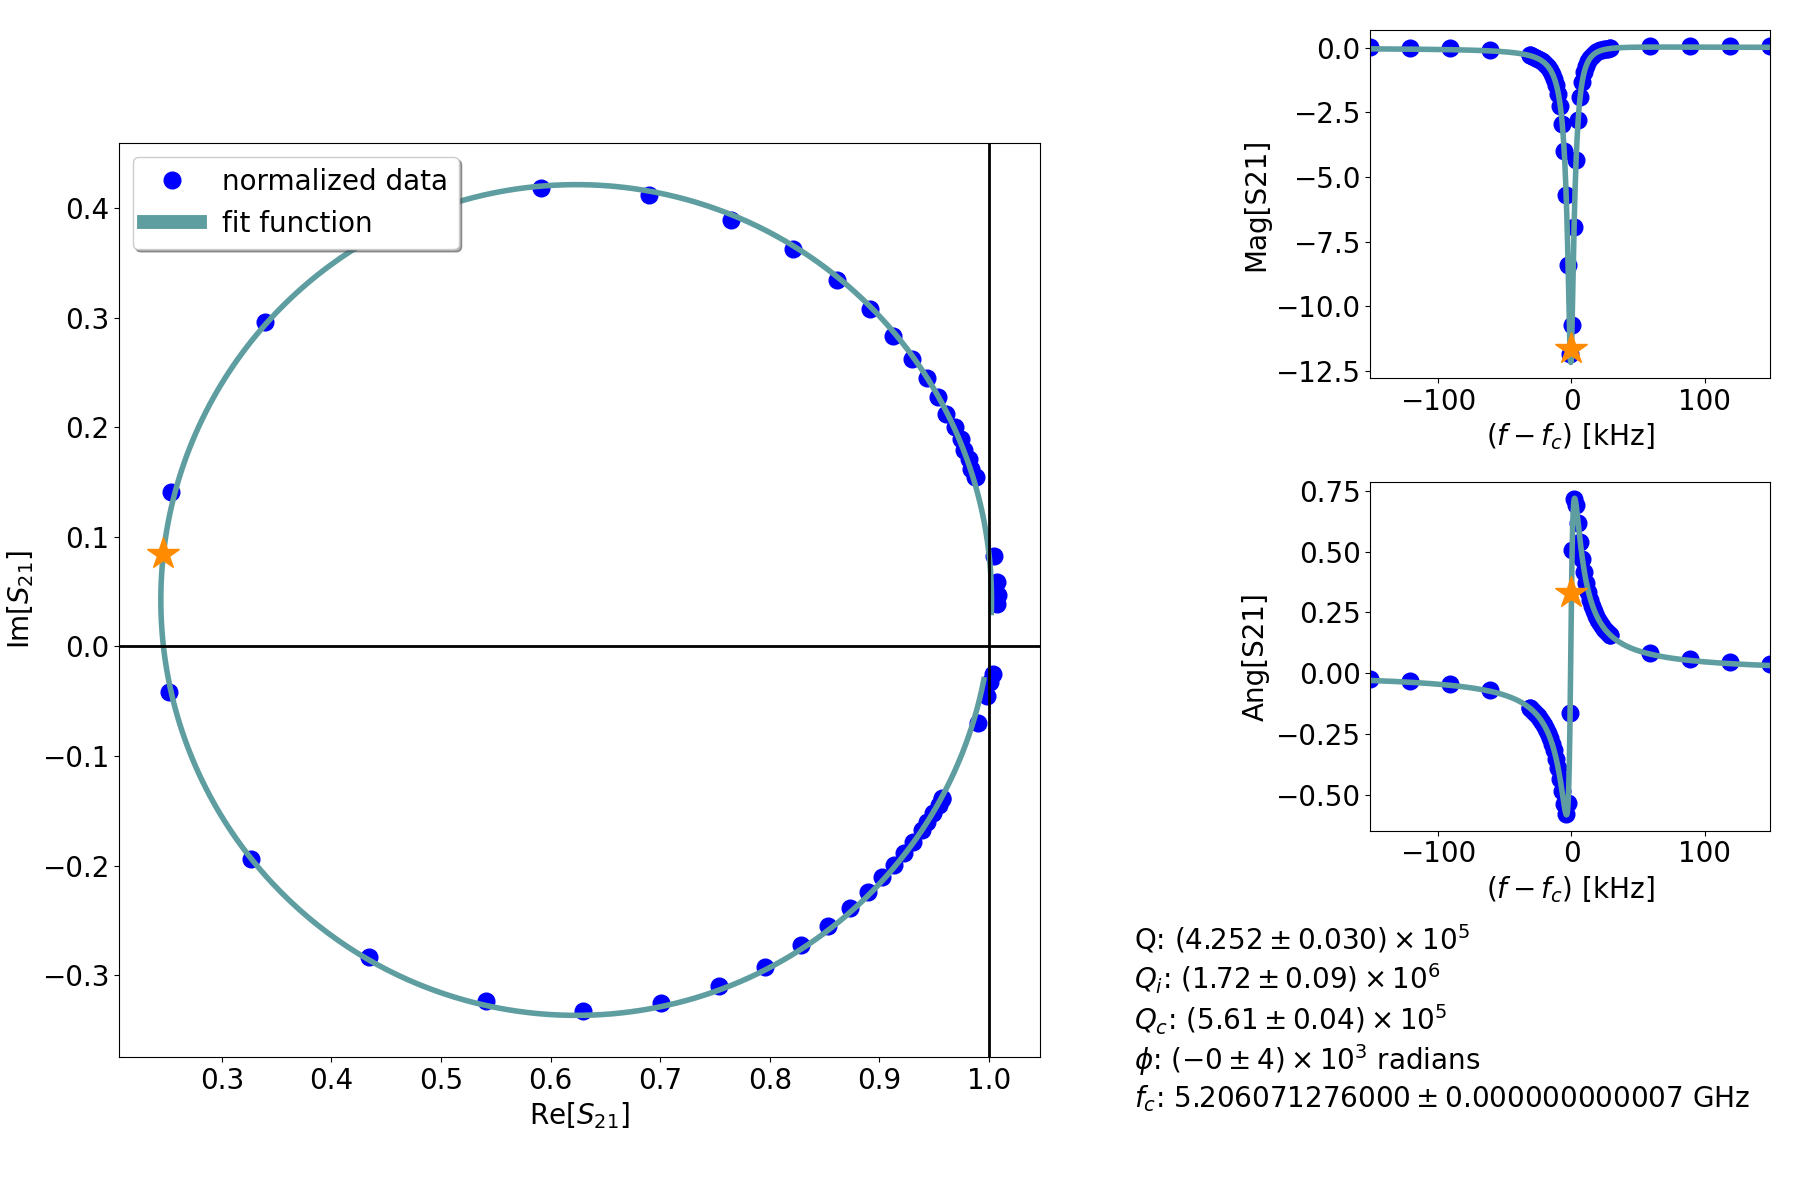 normalized data
fit function
0.4
0.3
0.2
0.1
0.0
−0.1
−0.2
−0.3
Im[S21]
0.3 0.4 0.5 0.6 0.7 0.8 0.9 1.0
Re[S21]
0.0
−2.5
−5.0
−7.5
−10.0
−12.5
Mag[S21]
−100 0 100
(f − fc) [kHz]
0.75
0.50
0.25
0.00
−0.25
−0.50
Ang[S21]
−100 0 100
(f − fc) [kHz]
Q: (4.252 ± 0.030) × 10^5
Qi: (1.72 ± 0.09) × 10^6
Qc: (5.61 ± 0.04) × 10^5
ϕ: (−0 ± 4) × 10^3 radians
fc: 5.206071276000 ± 0.000000000007 GHz